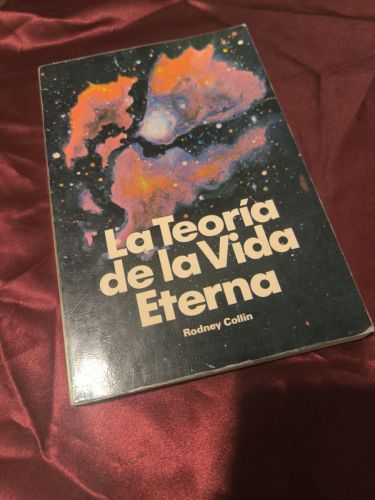 La Teoría
de la Vida
Eterna
Rodney Collin